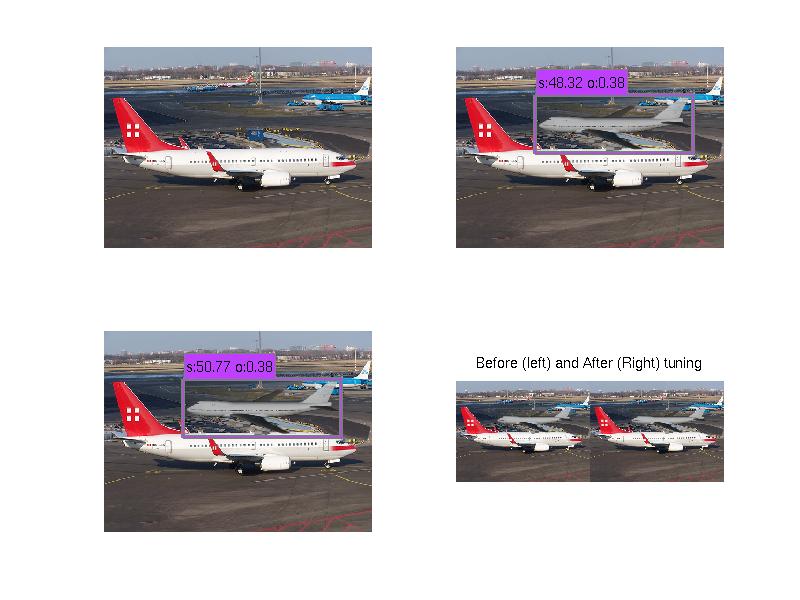 s:48.32 o:0.38
s:50.77 o:0.38
Before (left) and After (Right) tuning